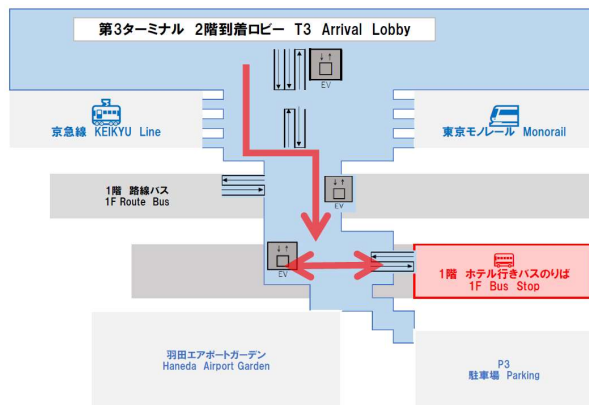 第3ターミナル 2階到着ロビー T3 Arrival Lobby
EV
京急線 KEIKYU Line
東京モノレール Monorail
1階 路線バス
1F Route Bus
EV
EV
1階 ホテル行きバスのりば
1F Bus Stop
羽田エアポートガーデン
Haneda Airport Garden
P3
駐車場 Parking